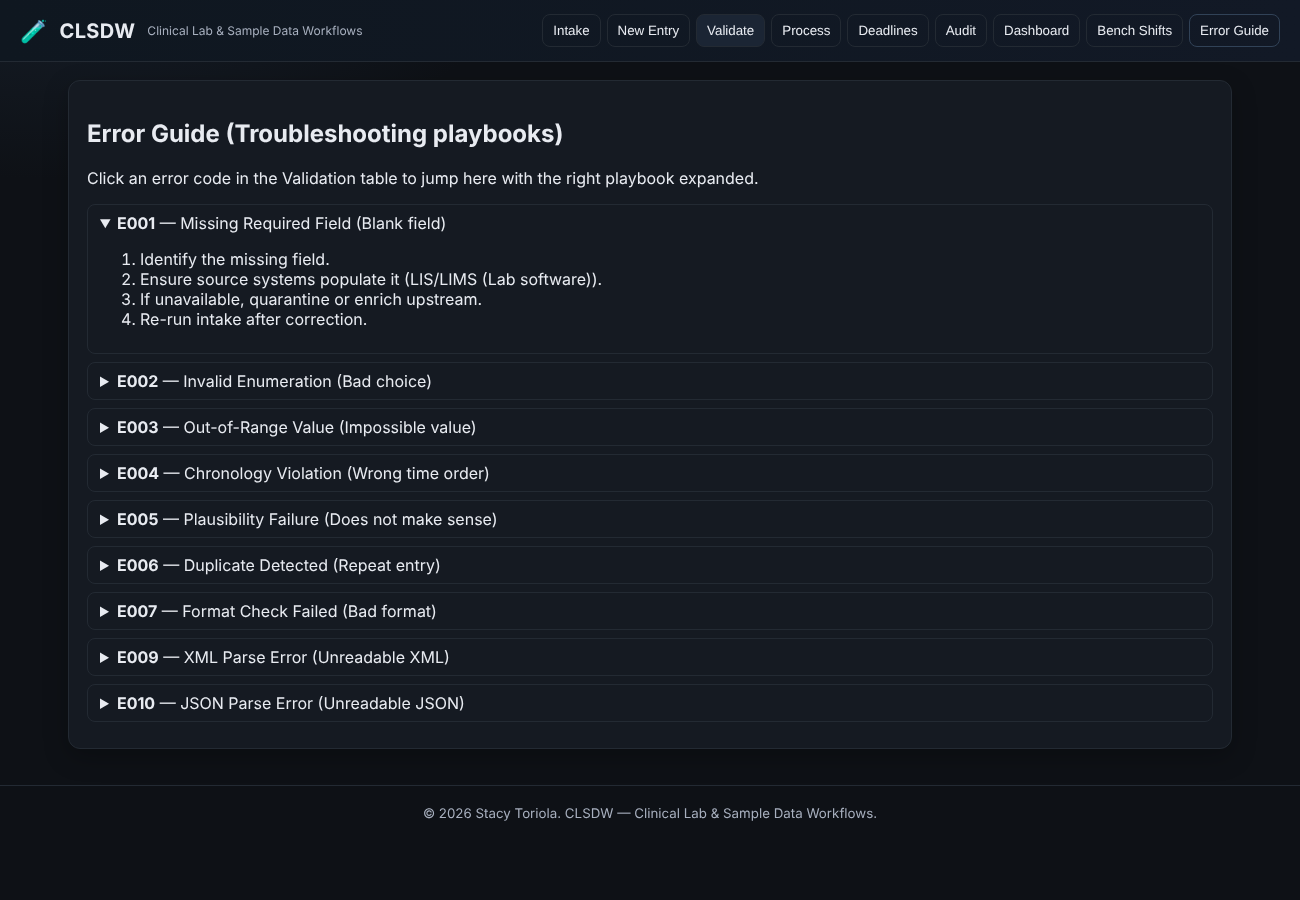 CLSDW Clinical Lab & Sample Data Workflows Intake New Entry Validate Process Deadlines Audit Dashboard Bench Shifts Error Guide
Error Guide (Troubleshooting playbooks)
Click an error code in the Validation table to jump here with the right playbook expanded.
E001 — Missing Required Field (Blank field)
1. Identify the missing field.
2. Ensure source systems populate it (LIS/LIMS (Lab software)).
3. If unavailable, quarantine or enrich upstream.
4. Re-run intake after correction.
E002 — Invalid Enumeration (Bad choice)
E003 — Out-of-Range Value (Impossible value)
E004 — Chronology Violation (Wrong time order)
E005 — Plausibility Failure (Does not make sense)
E006 — Duplicate Detected (Repeat entry)
E007 — Format Check Failed (Bad format)
E009 — XML Parse Error (Unreadable XML)
E010 — JSON Parse Error (Unreadable JSON)
© 2026 Stacy Toriola. CLSDW — Clinical Lab & Sample Data Workflows.